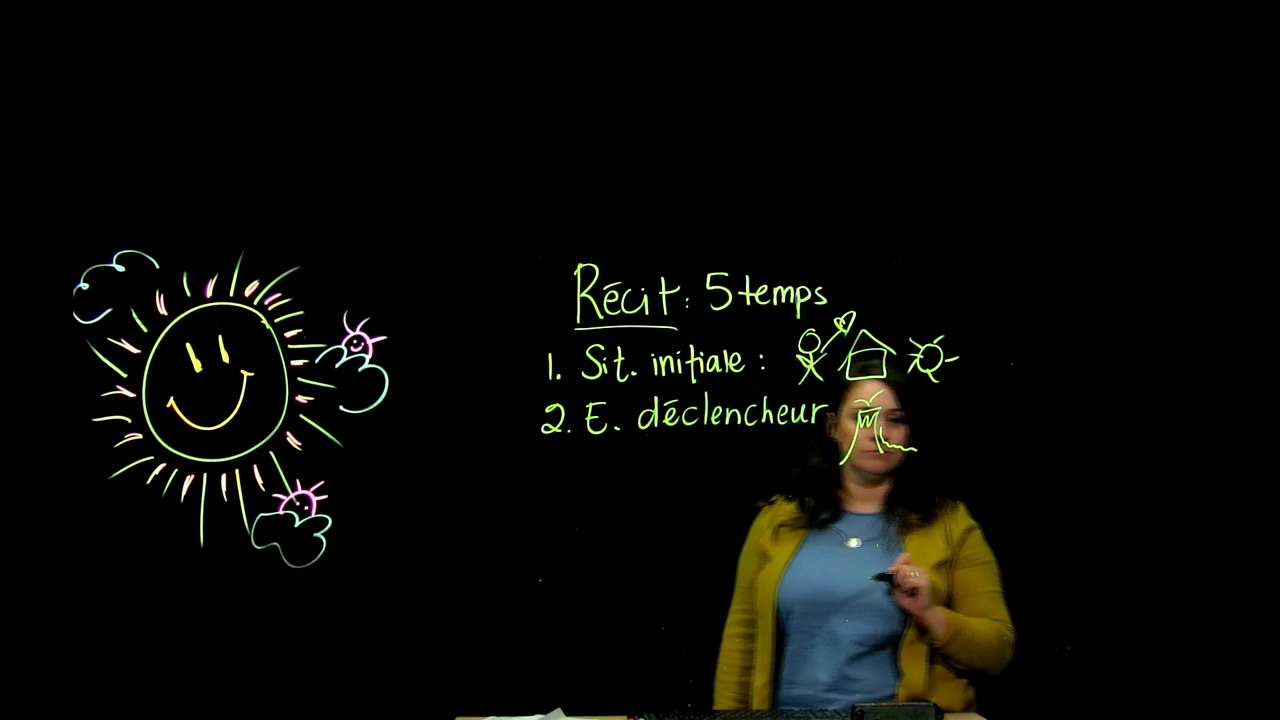 Récit : 5 temps
1. Sit. initiale :
2. E. déclencheur